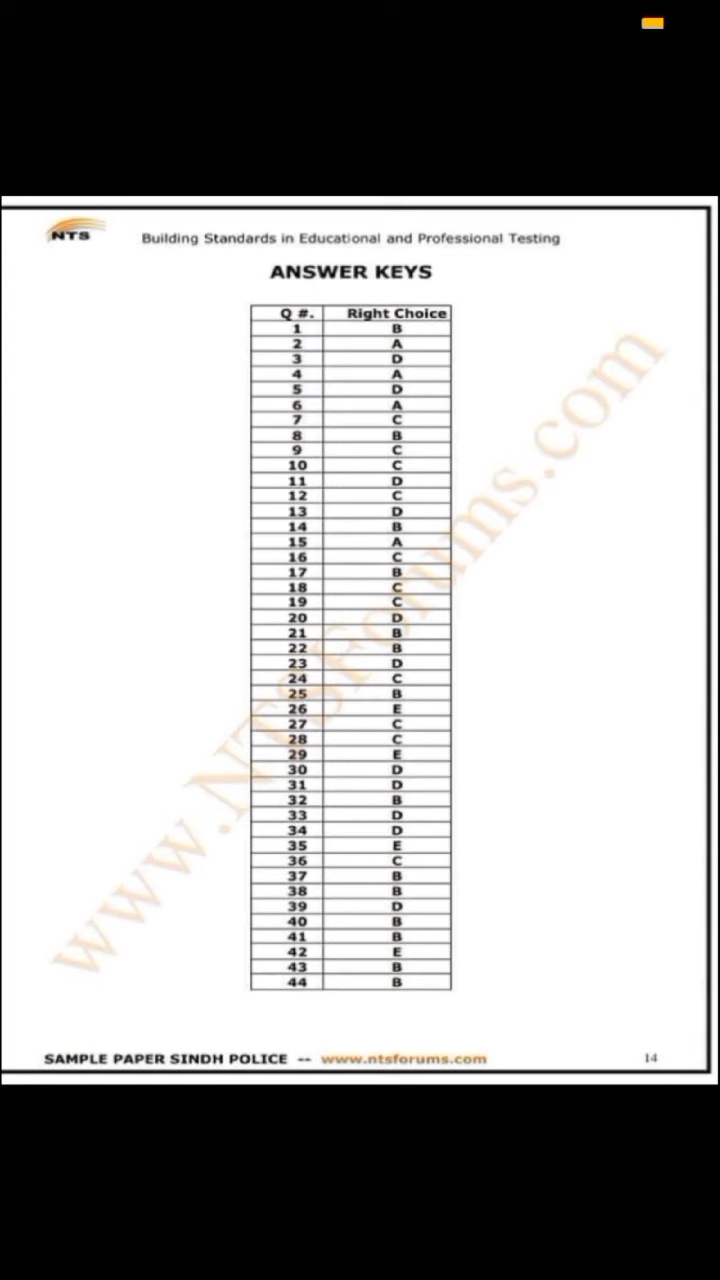 NTS
Building Standards in Educational and Professional Testing
ANSWER KEYS
Q #. Right Choice
1 B
2 A
3 D
4 A
5 D
6 A
7 C
8 B
9 C
10 C
11 D
12 C
13 D
14 B
15 A
16 C
17 B
18 C
19 C
20 D
21 B
22 B
23 D
24 C
25 B
26 E
27 C
28 C
29 E
30 D
31 D
32 B
33 D
34 D
35 E
36 C
37 B
38 B
39 D
40 B
41 B
42 E
43 B
44 B
www.NTSForums.com
SAMPLE PAPER SINDH POLICE -- www.ntsforums.com 14